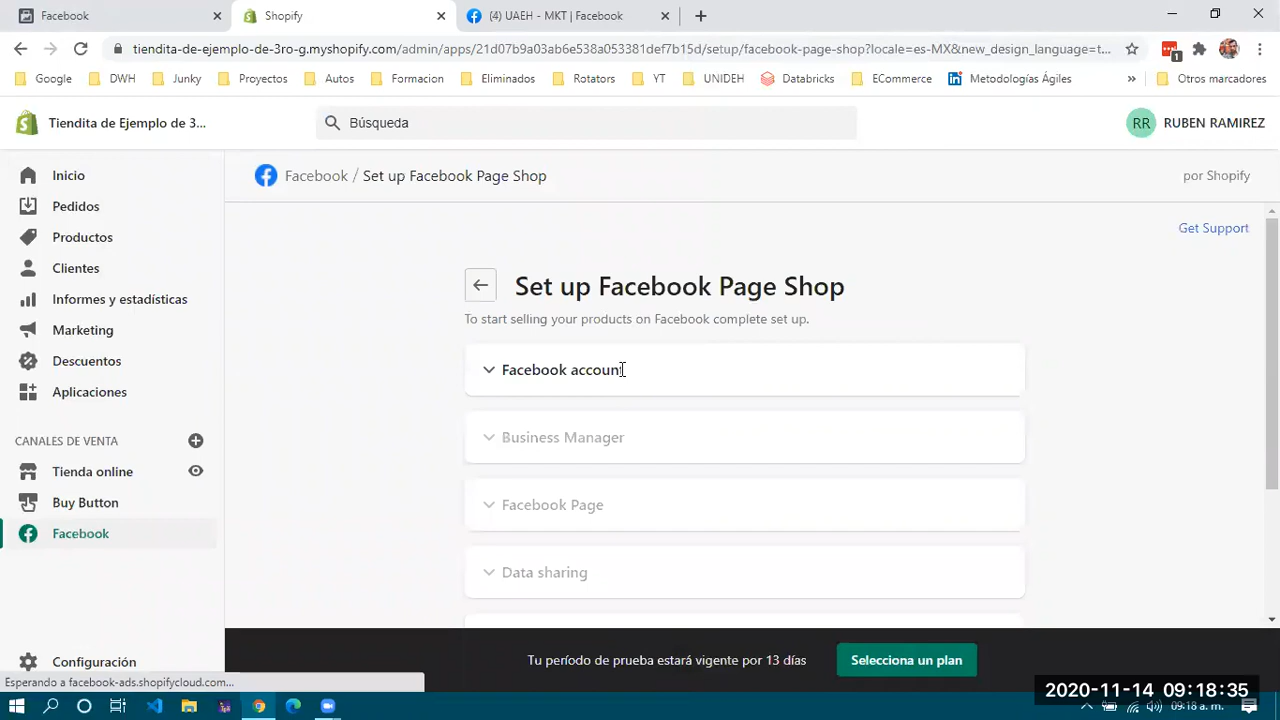 Facebook
Shopify
(4) UAEH - MKT | Facebook
tiendita-de-ejemplo-de-3ro-g.myshopify.com/admin/apps/21d07b9a03ab6e538a053381def7b15d/setup/facebook-page-shop?locale=es-MX&new_design_language=t...
1
Google
DWH
Junky
Proyectos
Autos
Formacion
Eliminados
Rotators
YT
UNIDEH
Databricks
ECommerce
Metodologías Ágiles
»
Otros marcadores
Tiendita de Ejemplo de 3...
Búsqueda
RR
RUBEN RAMIREZ
Inicio
Pedidos
Productos
Clientes
Informes y estadísticas
Marketing
Descuentos
Aplicaciones
CANALES DE VENTA
Tienda online
Buy Button
Facebook
Configuración
Facebook / Set up Facebook Page Shop
por Shopify
Get Support
Set up Facebook Page Shop
To start selling your products on Facebook complete set up.
Facebook account
Business Manager
Facebook Page
Data sharing
Tu período de prueba estará vigente por 13 días
Selecciona un plan
Esperando a facebook-ads.shopifycloud.com...
2020-11-14 09:18:35
09:18 a. m.